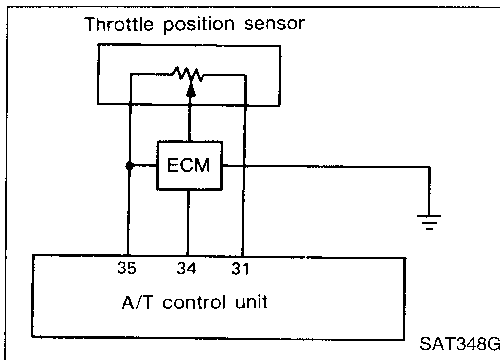 Throttle position sensor
ECM
35 34 31
A/T control unit
SAT348G